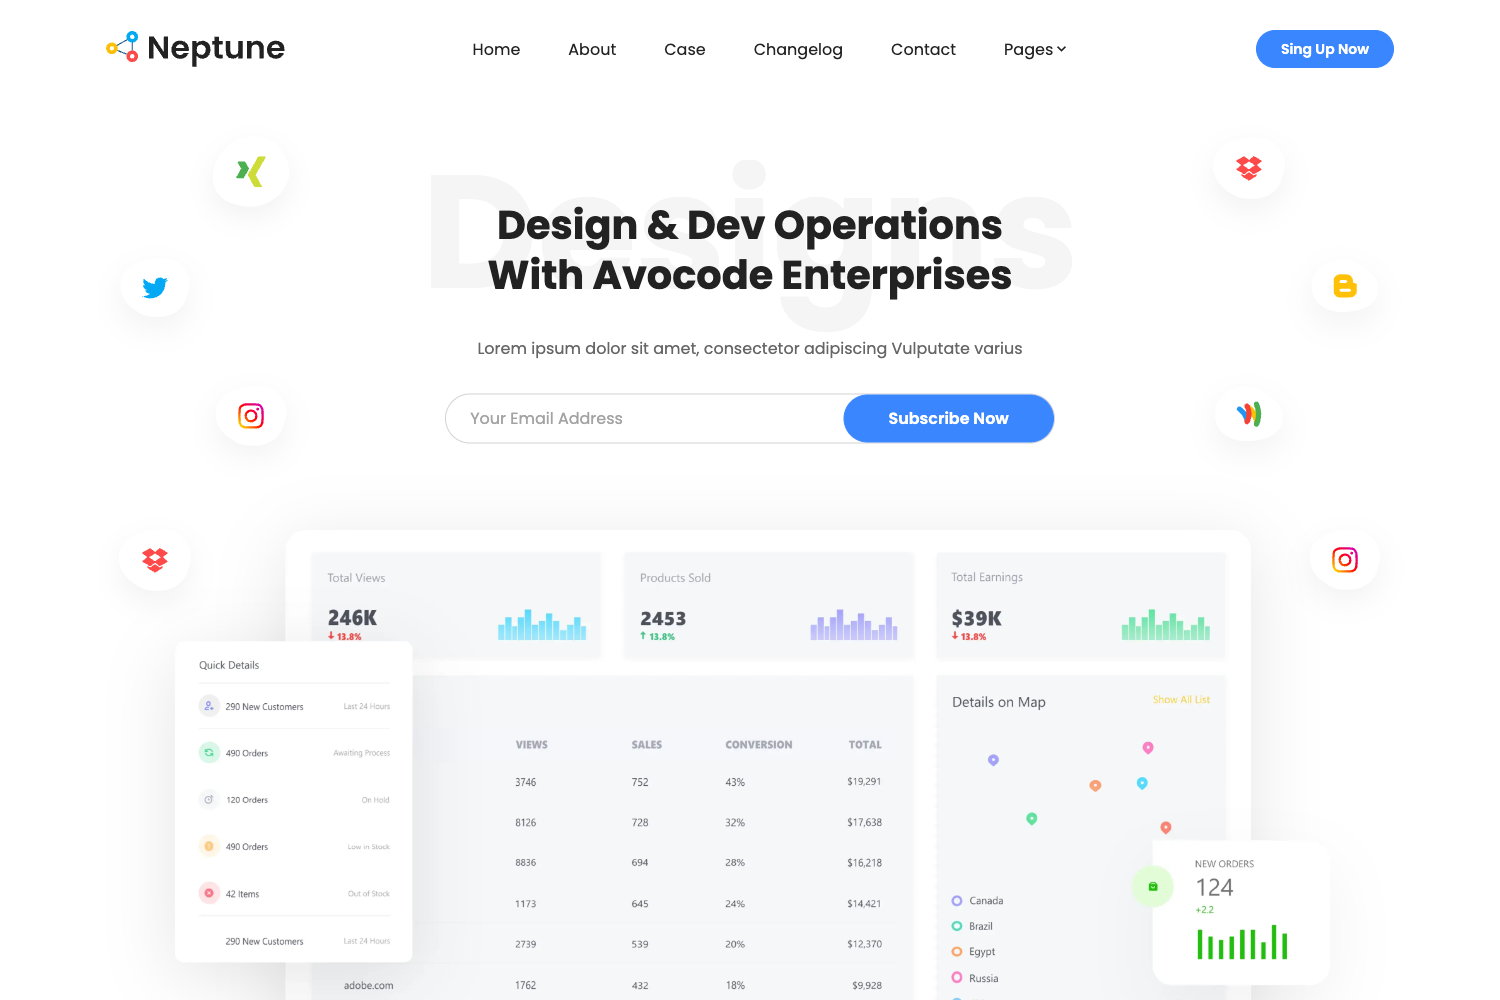 Neptune
Home About Case Changelog Contact Pages
Sing Up Now
Designs
Design & Dev Operations
With Avocode Enterprises
Lorem ipsum dolor sit amet, consectetor adipiscing Vulputate varius
Your Email Address
Subscribe Now
Total Views
246K
13.8%
Products Sold
2453
13.8%
Total Earnings
$39K
13.8%
Quick Details
290 New Customers Last 24 Hours
490 Orders Awaiting Process
120 Orders On Hold
490 Orders Low in Stock
42 Items Out of Stock
290 New Customers Last 24 Hours
VIEWS SALES CONVERSION TOTAL
3746 752 43% $19,291
8126 728 32% $17,638
8836 694 28% $16,218
1173 645 24% $14,421
2739 539 20% $12,370
adobe.com 1762 432 18% $9,928
Details on Map
Show All List
Canada
Brazil
Egypt
Russia
NEW ORDERS
124
+2.2